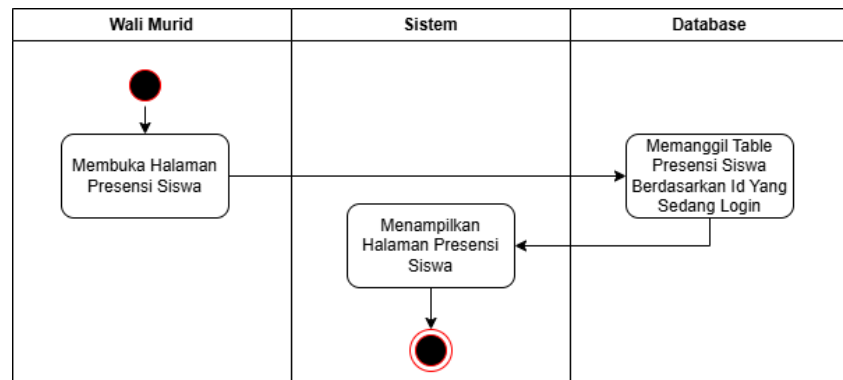 Wali Murid
Sistem
Database
Membuka Halaman
Presensi Siswa
Memanggil Table
Presensi Siswa
Berdasarkan Id Yang
Sedang Login
Menampilkan
Halaman Presensi
Siswa